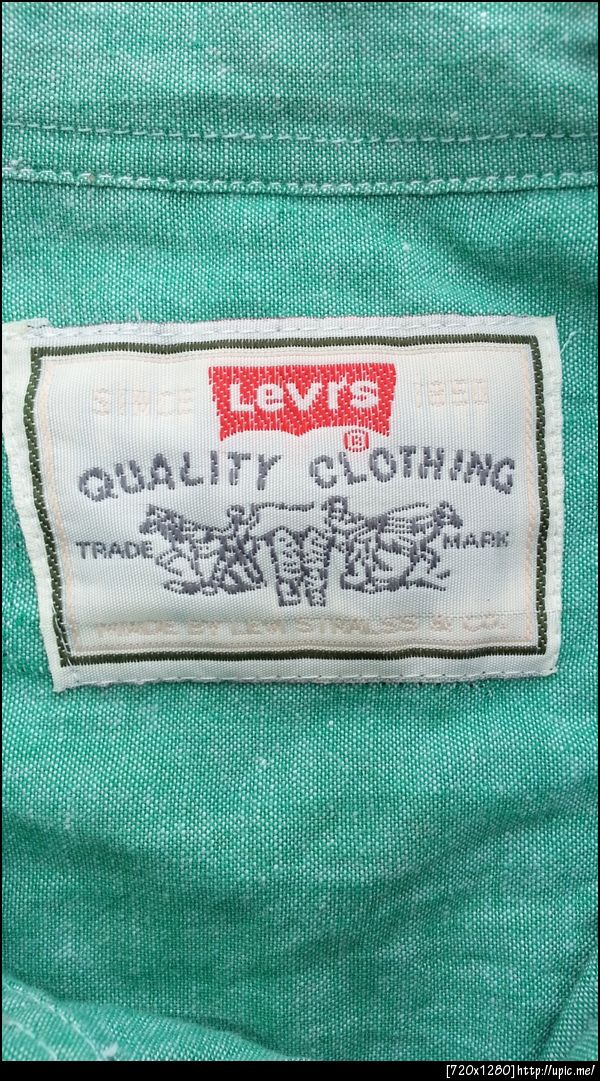 SINCE Levi's 1850
®
QUALITY CLOTHING
TRADE MARK
MADE BY LEVI STRAUSS & CO.
[720x1280]http://upic.me/